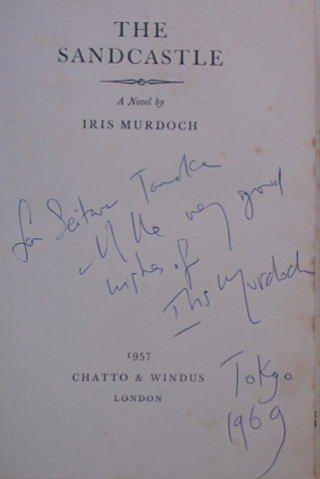 THE
SANDCASTLE
A Novel by
IRIS MURDOCH
for Seitaro Tanaka
with the very good
wishes of
Iris Murdoch
1957
CHATTO & WINDUS
LONDON
Tokyo
1969